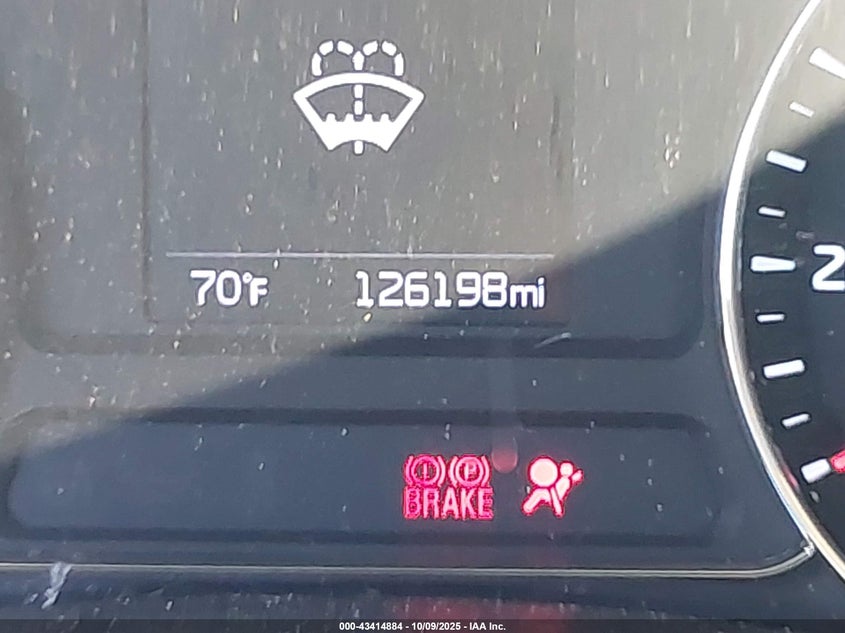 70°F 126198mi
2
(!) (P)
BRAKE
000-43414884 - 10/09/2025 - IAA Inc.